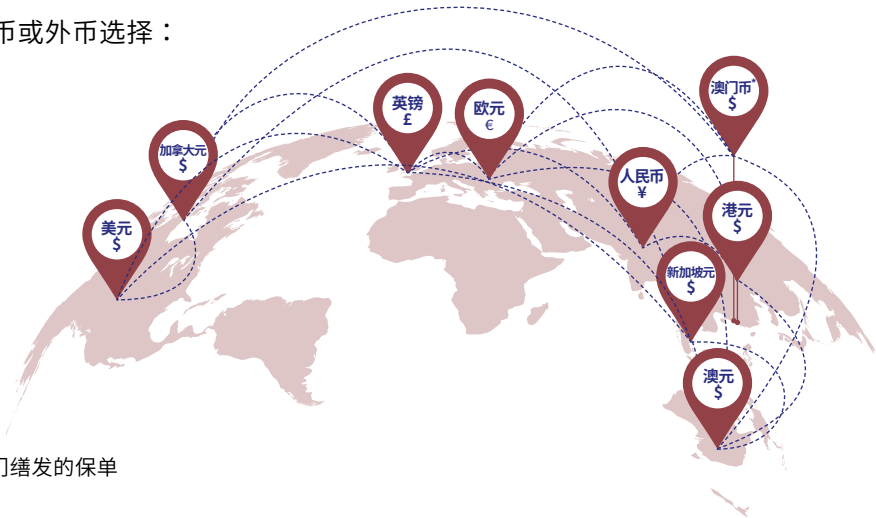 币或外币选择：
澳门币*
$
英镑
£
欧元
€
加拿大元
$
人民币
¥
港元
$
美元
$
新加坡元
$
澳元
$
缮发的保单